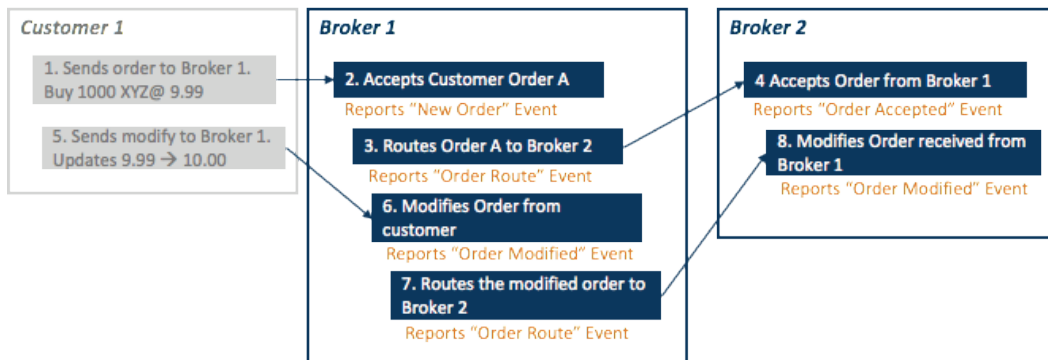 Customer 1
1. Sends order to Broker 1.
Buy 1000 XYZ@ 9.99
5. Sends modify to Broker 1.
Updates 9.99 → 10.00
Broker 1
2. Accepts Customer Order A
Reports “New Order” Event
3. Routes Order A to Broker 2
Reports “Order Route” Event
6. Modifies Order from
customer
Reports “Order Modified” Event
7. Routes the modified order to
Broker 2
Reports “Order Route” Event
Broker 2
4 Accepts Order from Broker 1
Reports “Order Accepted” Event
8. Modifies Order received from
Broker 1
Reports “Order Modified” Event